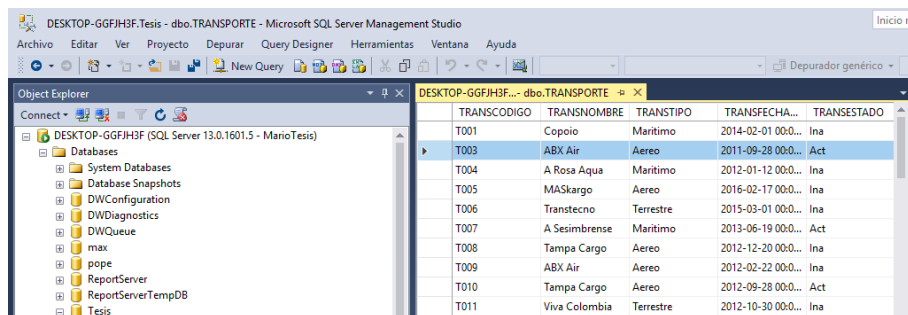 DESKTOP-GGFJH3F.Tesis - dbo.TRANSPORTE - Microsoft SQL Server Management Studio
Inicio r
Archivo Editar Ver Proyecto Depurar Query Designer Herramientas Ventana Ayuda
New Query Depurador genérico
Object Explorer
Connect
DESKTOP-GGFJH3F (SQL Server 13.0.1601.5 - MarioTesis)
Databases
System Databases
Database Snapshots
DWConfiguration
DWDiagnostics
DWQueue
max
pope
ReportServer
ReportServerTempDB
Tesis
DESKTOP-GGFJH3F...- dbo.TRANSPORTE
TRANSCODIGO TRANSNOMBRE TRANSTIPO TRANSFECHA... TRANSESTADO
T001 Copoio Maritimo 2014-02-01 00:0... Ina
T003 ABX Air Aereo 2011-09-28 00:0... Act
T004 A Rosa Aqua Maritimo 2012-01-12 00:0... Ina
T005 MASkargo Aereo 2016-02-17 00:0... Ina
T006 Transtecno Terrestre 2015-03-01 00:0... Ina
T007 A Sesimbrense Maritimo 2013-06-19 00:0... Act
T008 Tampa Cargo Aereo 2012-12-20 00:0... Ina
T009 ABX Air Aereo 2012-02-22 00:0... Ina
T010 Tampa Cargo Aereo 2012-09-28 00:0... Act
T011 Viva Colombia Terrestre 2012-10-30 00:0... Ina